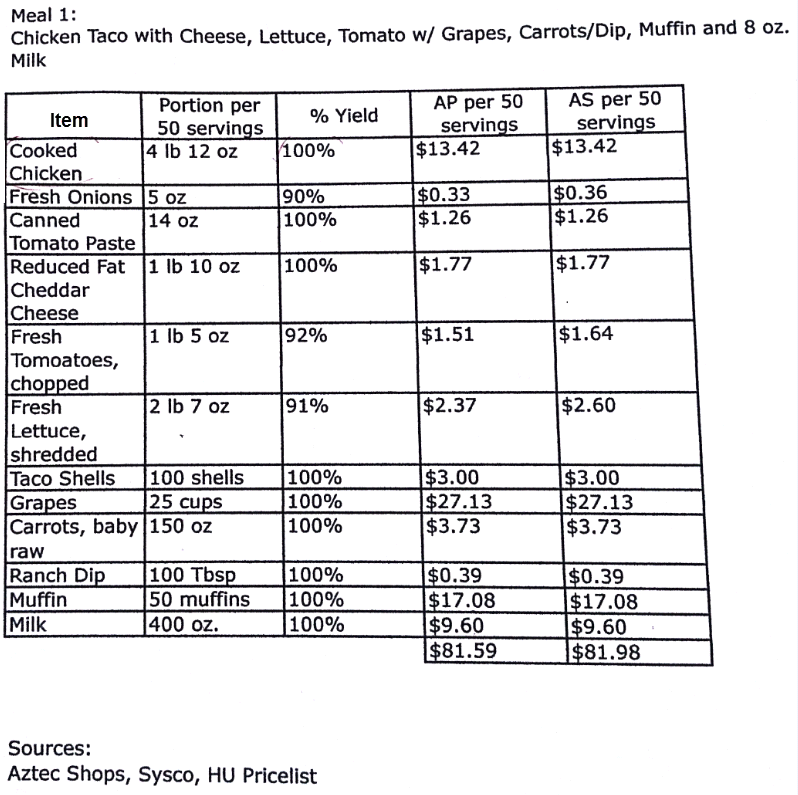 Meal 1:
Chicken Taco with Cheese, Lettuce, Tomato w/ Grapes, Carrots/Dip, Muffin and 8 oz.
Milk
Item Portion per 50 servings % Yield AP per 50 servings AS per 50 servings
Cooked Chicken 4 lb 12 oz 100% $13.42 $13.42
Fresh Onions 5 oz 90% $0.33 $0.36
Canned Tomato Paste 14 oz 100% $1.26 $1.26
Reduced Fat Cheddar Cheese 1 lb 10 oz 100% $1.77 $1.77
Fresh Tomoatoes, chopped 1 lb 5 oz 92% $1.51 $1.64
Fresh Lettuce, shredded 2 lb 7 oz 91% $2.37 $2.60
Taco Shells 100 shells 100% $3.00 $3.00
Grapes 25 cups 100% $27.13 $27.13
Carrots, baby raw 150 oz 100% $3.73 $3.73
Ranch Dip 100 Tbsp 100% $0.39 $0.39
Muffin 50 muffins 100% $17.08 $17.08
Milk 400 oz. 100% $9.60 $9.60
$81.59 $81.98
Sources:
Aztec Shops, Sysco, HU Pricelist